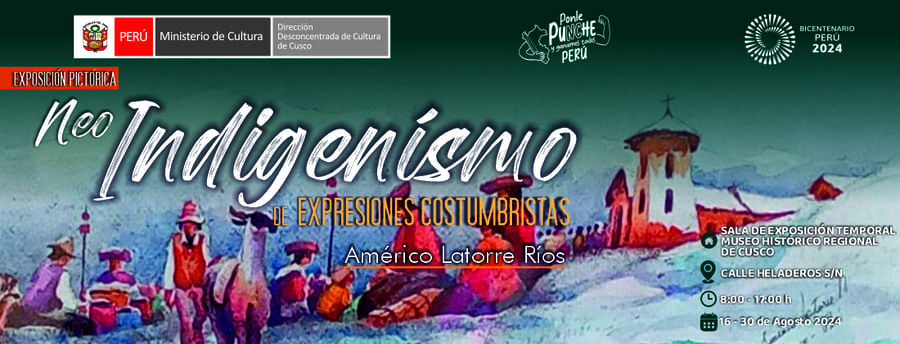 PERÚ
Ministerio de Cultura
Dirección
Desconcentrada de Cultura
de Cusco
Ponle
PUNCHE
y ganamos todos
PERÚ
BICENTENARIO
PERÚ
2024
EXPOSICIÓN PICTÓRICA
Neo Indigenísmo
DE EXPRESIONES COSTUMBRISTAS
Américo Latorre Ríos
SALA DE EXPOSICIÓN TEMPORAL
MUSEO HISTÓRICO REGIONAL
DE CUSCO
CALLE HELADEROS S/N
8:00 - 17:00 h
16 - 30 de Agosto 2024